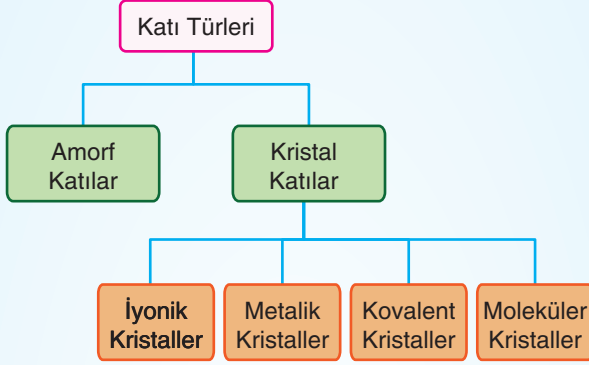 Katı Türleri
Amorf
Katılar
Kristal
Katılar
İyonik
Kristaller
Metalik
Kristaller
Kovalent
Kristaller
Moleküler
Kristaller